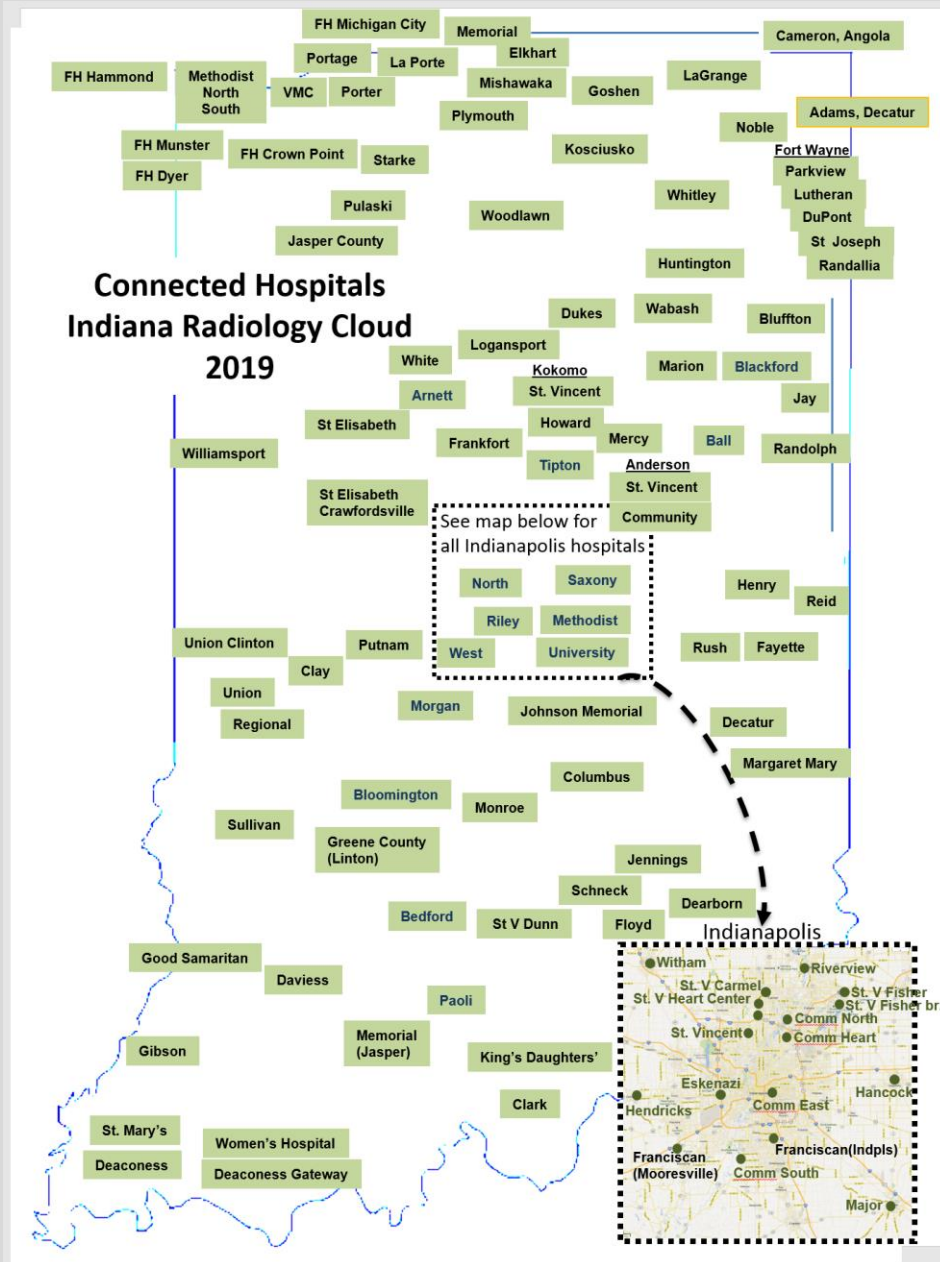 FH Michigan City
Memorial
Cameron, Angola
Portage
La Porte
Elkhart
FH Hammond
Methodist
North
South
VMC
Porter
Mishawaka
Goshen
LaGrange
Plymouth
Adams, Decatur
Noble
FH Munster
FH Crown Point
Starke
Kosciusko
Fort Wayne
Parkview
FH Dyer
Whitley
Lutheran
Pulaski
Woodlawn
DuPont
Jasper County
St Joseph
Huntington
Randallia
Connected Hospitals
Indiana Radiology Cloud
2019
Dukes
Wabash
Bluffton
Logansport
White
Kokomo
St. Vincent
Marion
Blackford
Arnett
Jay
St Elisabeth
Howard
Frankfort
Mercy
Ball
Randolph
Williamsport
Tipton
Anderson
St. Vincent
St Elisabeth
Crawfordsville
Community
See map below for
all Indianapolis hospitals
North
Saxony
Henry
Reid
Riley
Methodist
Union Clinton
Putnam
West
University
Rush
Fayette
Clay
Union
Regional
Morgan
Johnson Memorial
Decatur
Margaret Mary
Columbus
Bloomington
Monroe
Sullivan
Greene County
(Linton)
Jennings
Schneck
Dearborn
Bedford
St V Dunn
Floyd
Indianapolis
Good Samaritan
Daviess
Witham
Riverview
St. V Carmel
St. V Fisher
St. V Heart Center
St. V Fisher br
Paoli
Comm North
Memorial
(Jasper)
St. Vincent
Comm Heart
Gibson
King's Daughters’
Eskenazi
Hancock
Hendricks
Comm East
Clark
St. Mary’s
Women’s Hospital
Franciscan
(Mooresville)
Franciscan(Indpls)
Deaconess
Deaconess Gateway
Comm South
Major